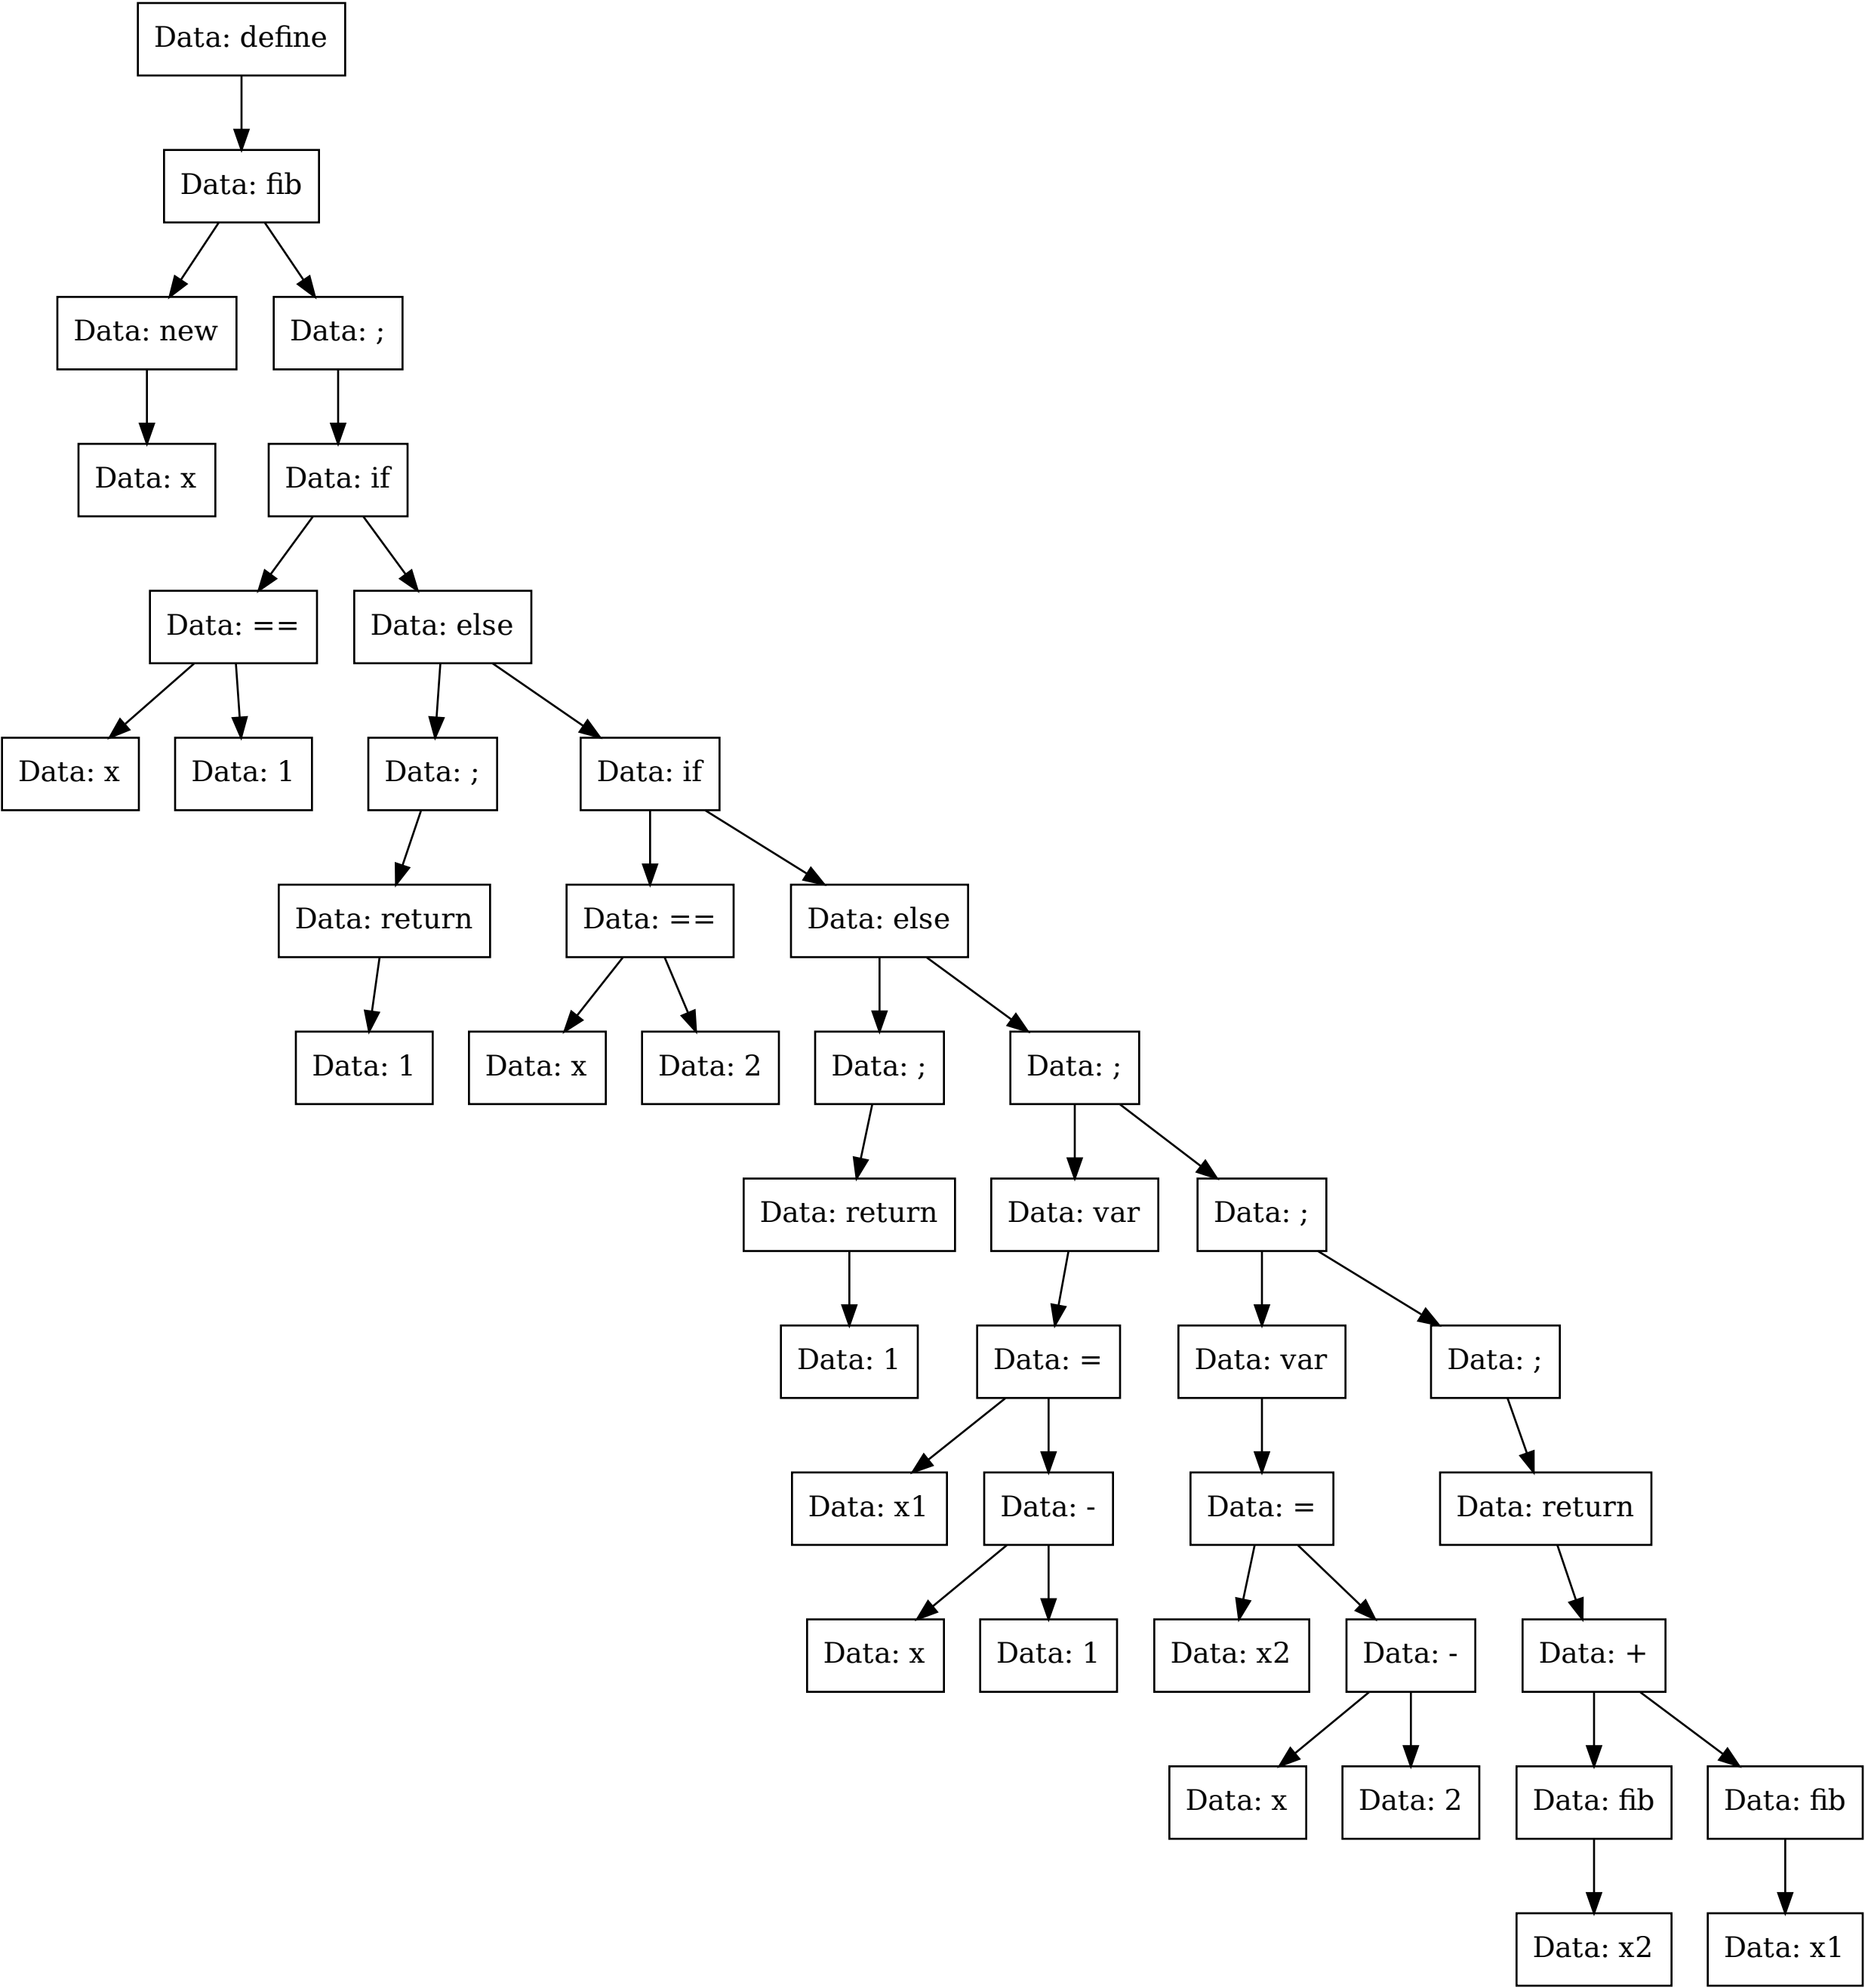 Data: define
Data: fib
Data: new
Data: ;
Data: x
Data: if
Data: ==
Data: else
Data: x
Data: 1
Data: ;
Data: if
Data: return
Data: ==
Data: else
Data: 1
Data: x
Data: 2
Data: ;
Data: ;
Data: return
Data: var
Data: ;
Data: 1
Data: =
Data: var
Data: ;
Data: x1
Data: -
Data: =
Data: return
Data: x
Data: 1
Data: x2
Data: -
Data: +
Data: x
Data: 2
Data: fib
Data: fib
Data: x2
Data: x1